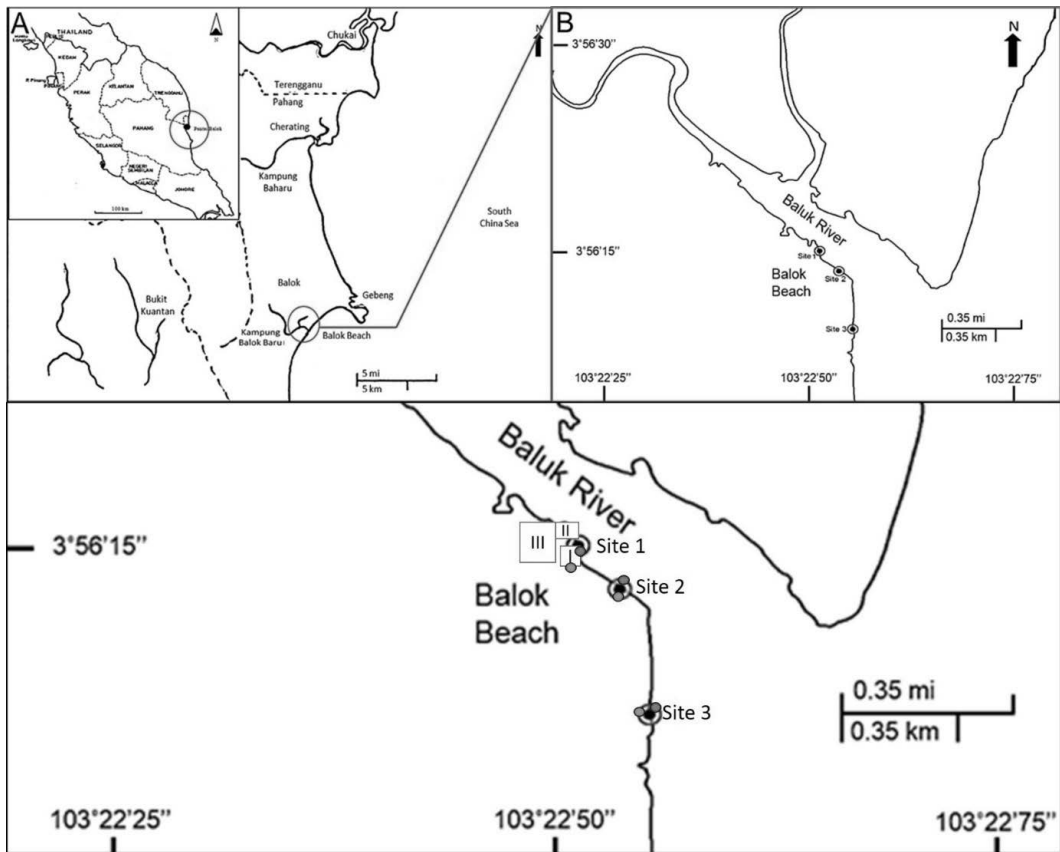 A
THAILAND
PERLIS
KEDAH
P. Pinang
PERAK
KELANTAN
PAHANG
SELANGOR
NEGERI
SEMBILAN
JOHORE
100 km
N
Chukai
Terengganu
Pahang
Cherating
Kampung
Baharu
South
China Sea
Balok
Gebeng
Bukit
Kuantan
Kampung
Balok Baru
Balok Beach
5 mi
5 km
B
N
3°56'30"
Baluk River
3°56'15"
Site 1
Site 2
Balok
Beach
Site 3
0.35 mi
0.35 km
103°22'25"
103°22'50"
103°22'75"
Baluk River
3°56'15"
III
II
I
Site 1
Site 2
Balok
Beach
Site 3
0.35 mi
0.35 km
103°22'25"
103°22'50"
103°22'75"